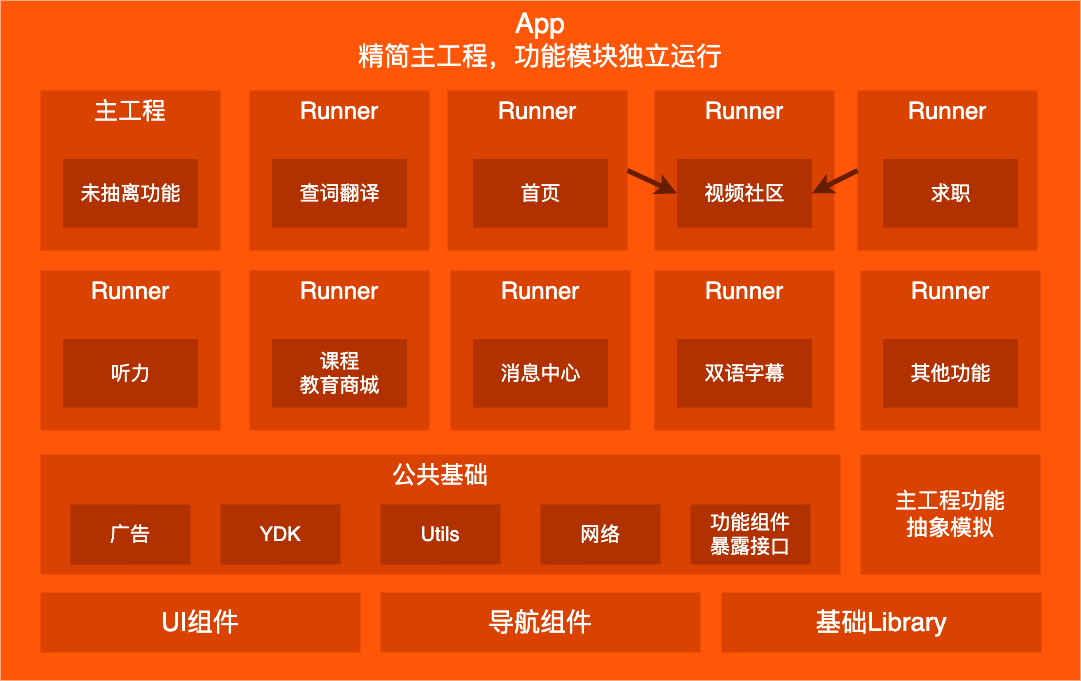 App
精简主工程，功能模块独立运行
主工程
未抽离功能
Runner
查词翻译
Runner
首页
Runner
视频社区
Runner
求职
Runner
听力
Runner
课程
教育商城
Runner
消息中心
Runner
双语字幕
Runner
其他功能
公共基础
广告
YDK
Utils
网络
功能组件
暴露接口
主工程功能
抽象模拟
UI组件
导航组件
基础Library